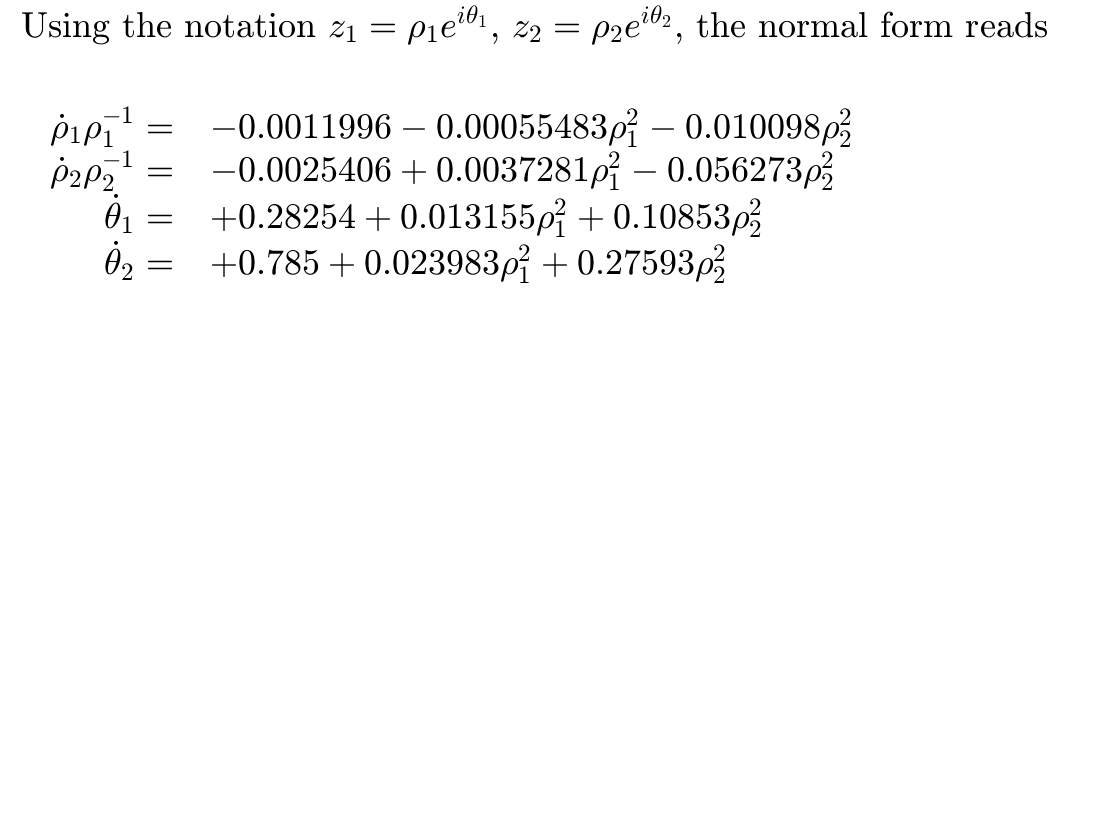 Using the notation $z_1 = \rho_1 e^{i\theta_1}$, $z_2 = \rho_2 e^{i\theta_2}$, the normal form reads
$\dot{\rho}_1 \rho_1^{-1} = -0.0011996 - 0.00055483\rho_1^2 - 0.010098\rho_2^2$
$\dot{\rho}_2 \rho_2^{-1} = -0.0025406 + 0.0037281\rho_1^2 - 0.056273\rho_2^2$
$\dot{\theta}_1 = +0.28254 + 0.013155\rho_1^2 + 0.10853\rho_2^2$
$\dot{\theta}_2 = +0.785 + 0.023983\rho_1^2 + 0.27593\rho_2^2$